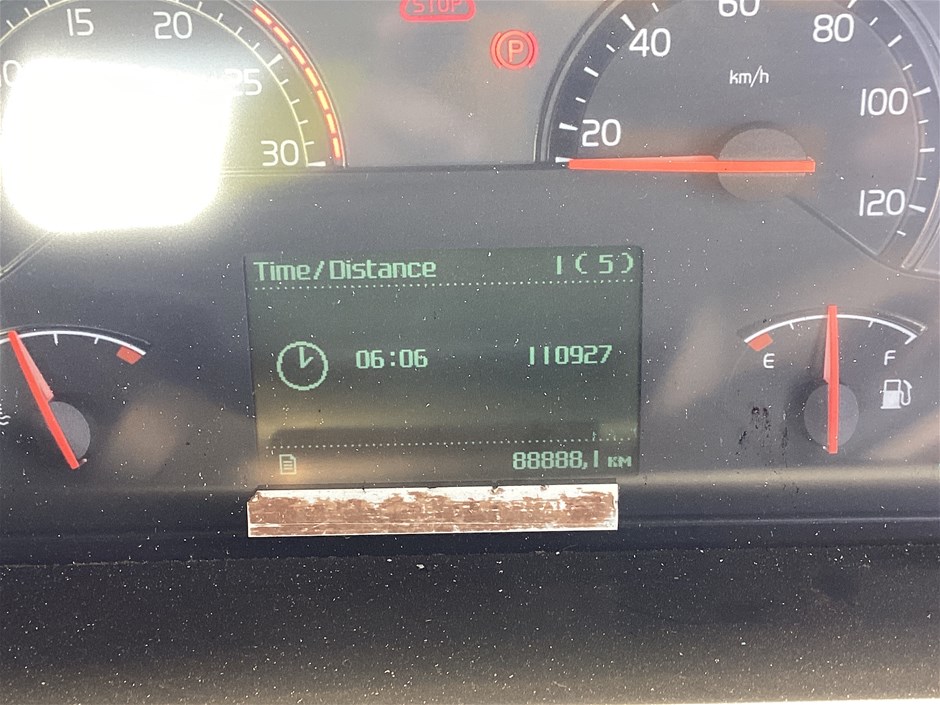 STOP
15 20 25 30
P
20 40 60 80 100 120
km/h
Time/Distance 1(5)
06:06 110927
88888,1 KM
E F